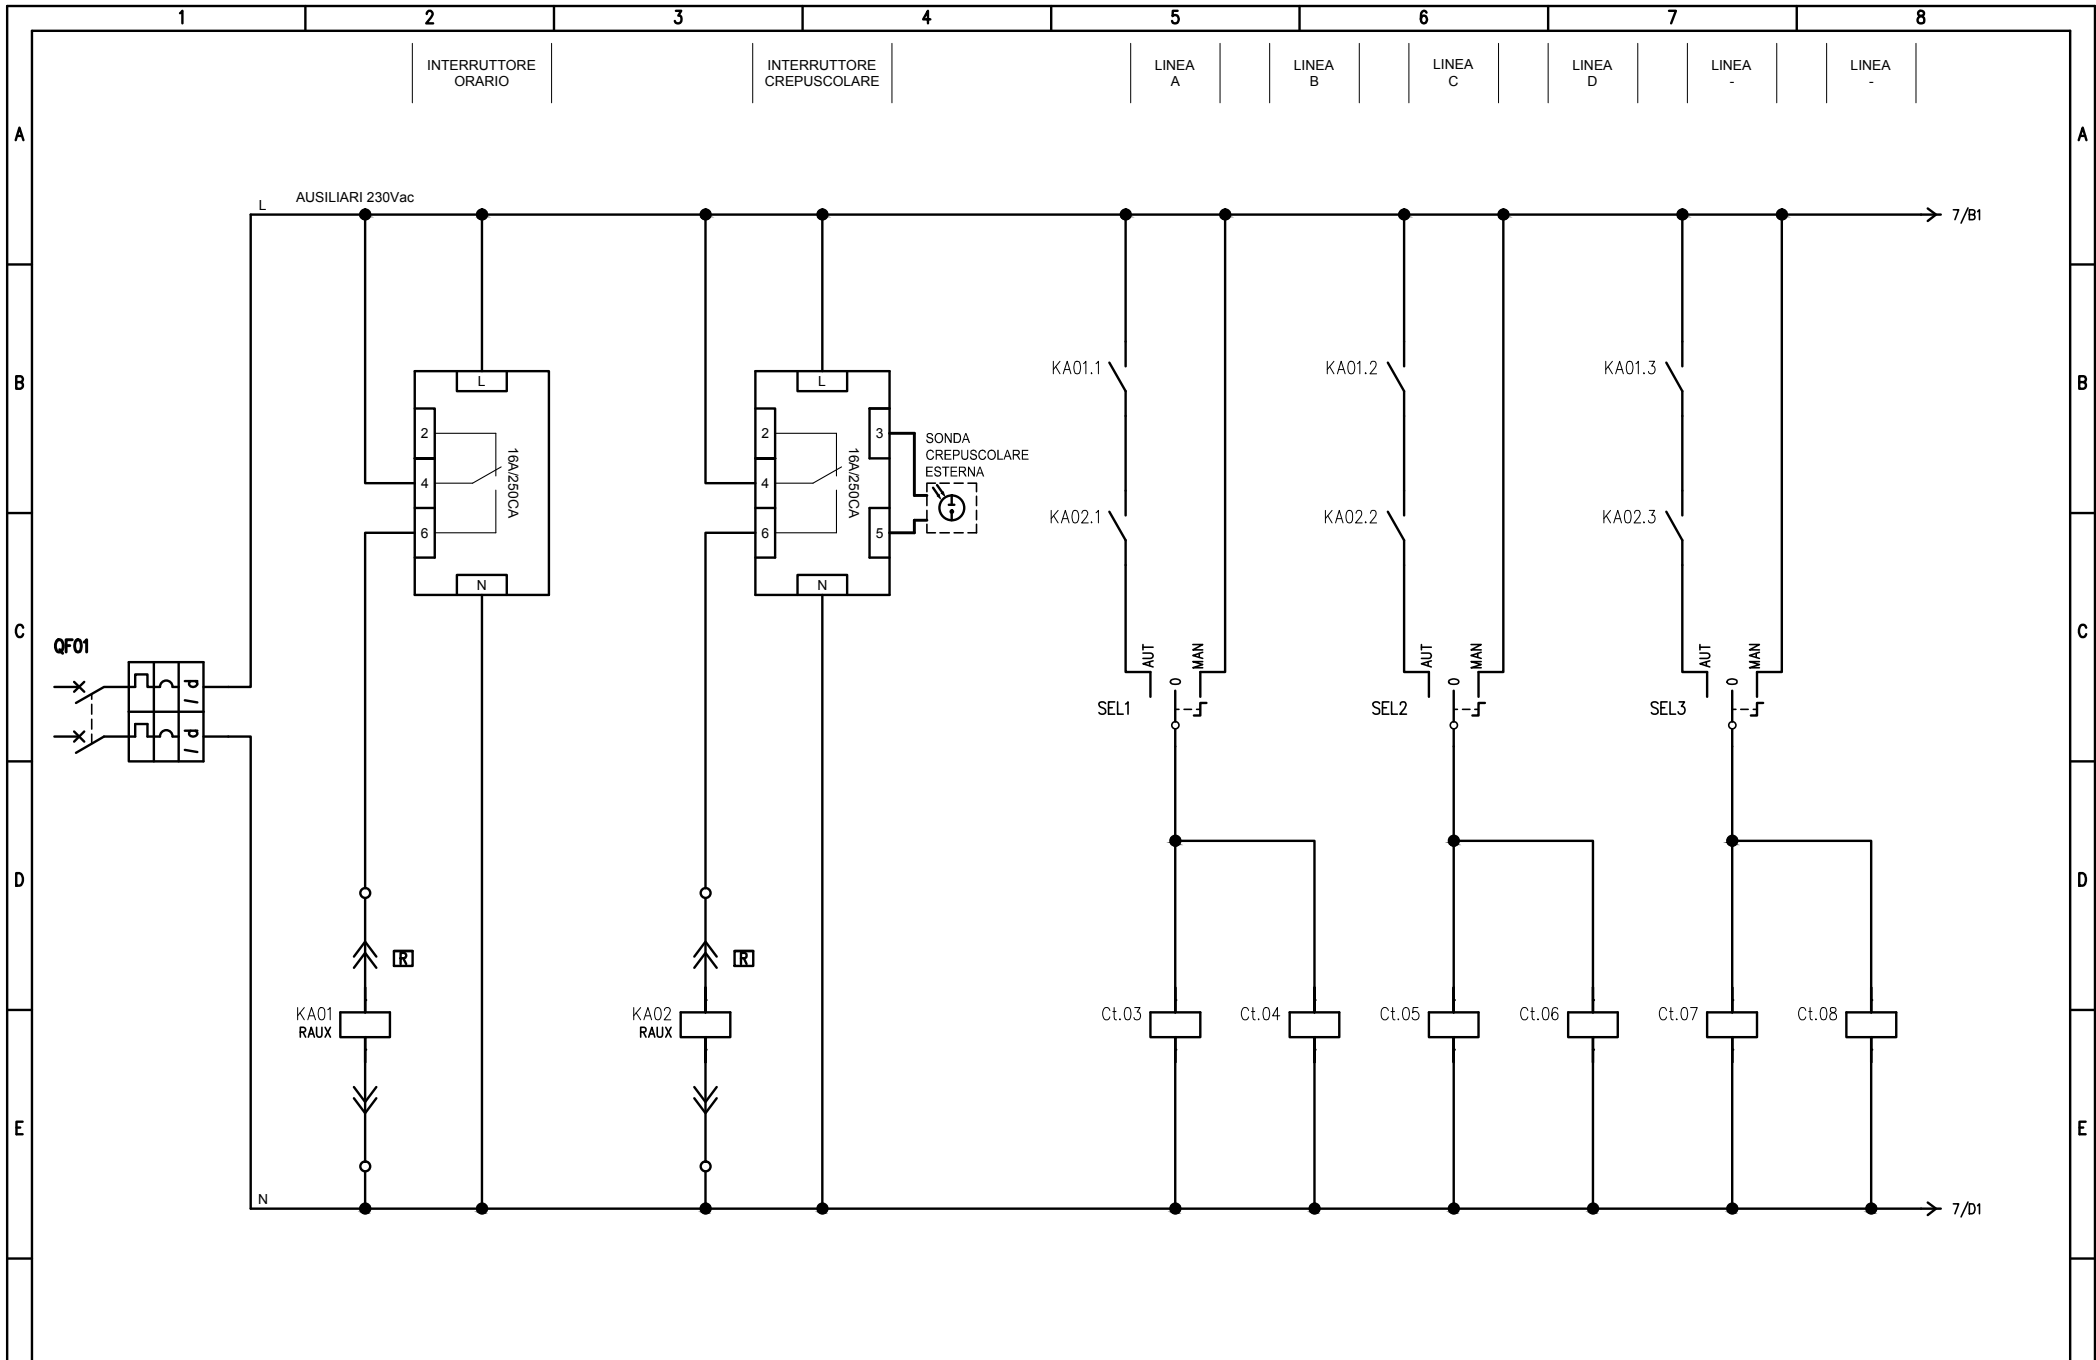 1 2 3 4 5 6 7 8
INTERRUTTORE
ORARIO
INTERRUTTORE
CREPUSCOLARE
LINEA
A
LINEA
B
LINEA
C
LINEA
D
LINEA
-
LINEA
-
A A
L AUSILIARI 230Vac 7/B1
B B
L
2
4
6
16A/250CA
N
L
2
4
6
16A/250CA
3
5
N
SONDA
CREPUSCOLARE
ESTERNA
KA01.1 KA01.2 KA01.3
KA02.1 KA02.2 KA02.3
C C
QF01
I d
I d
AUT 0 MAN
SEL1
AUT 0 MAN
SEL2
AUT 0 MAN
SEL3
D D
R R
KA01
RAUX
KA02
RAUX
Ct.03 Ct.04 Ct.05 Ct.06 Ct.07 Ct.08
E E
N 7/D1